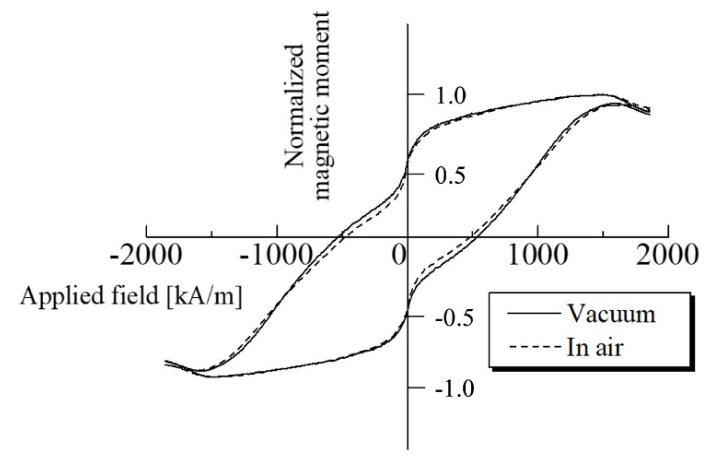 Normalized
magnetic moment
1.0
0.5
-2000
-1000
0
1000
2000
Applied field [kA/m]
-0.5
-1.0
Vacuum
In air